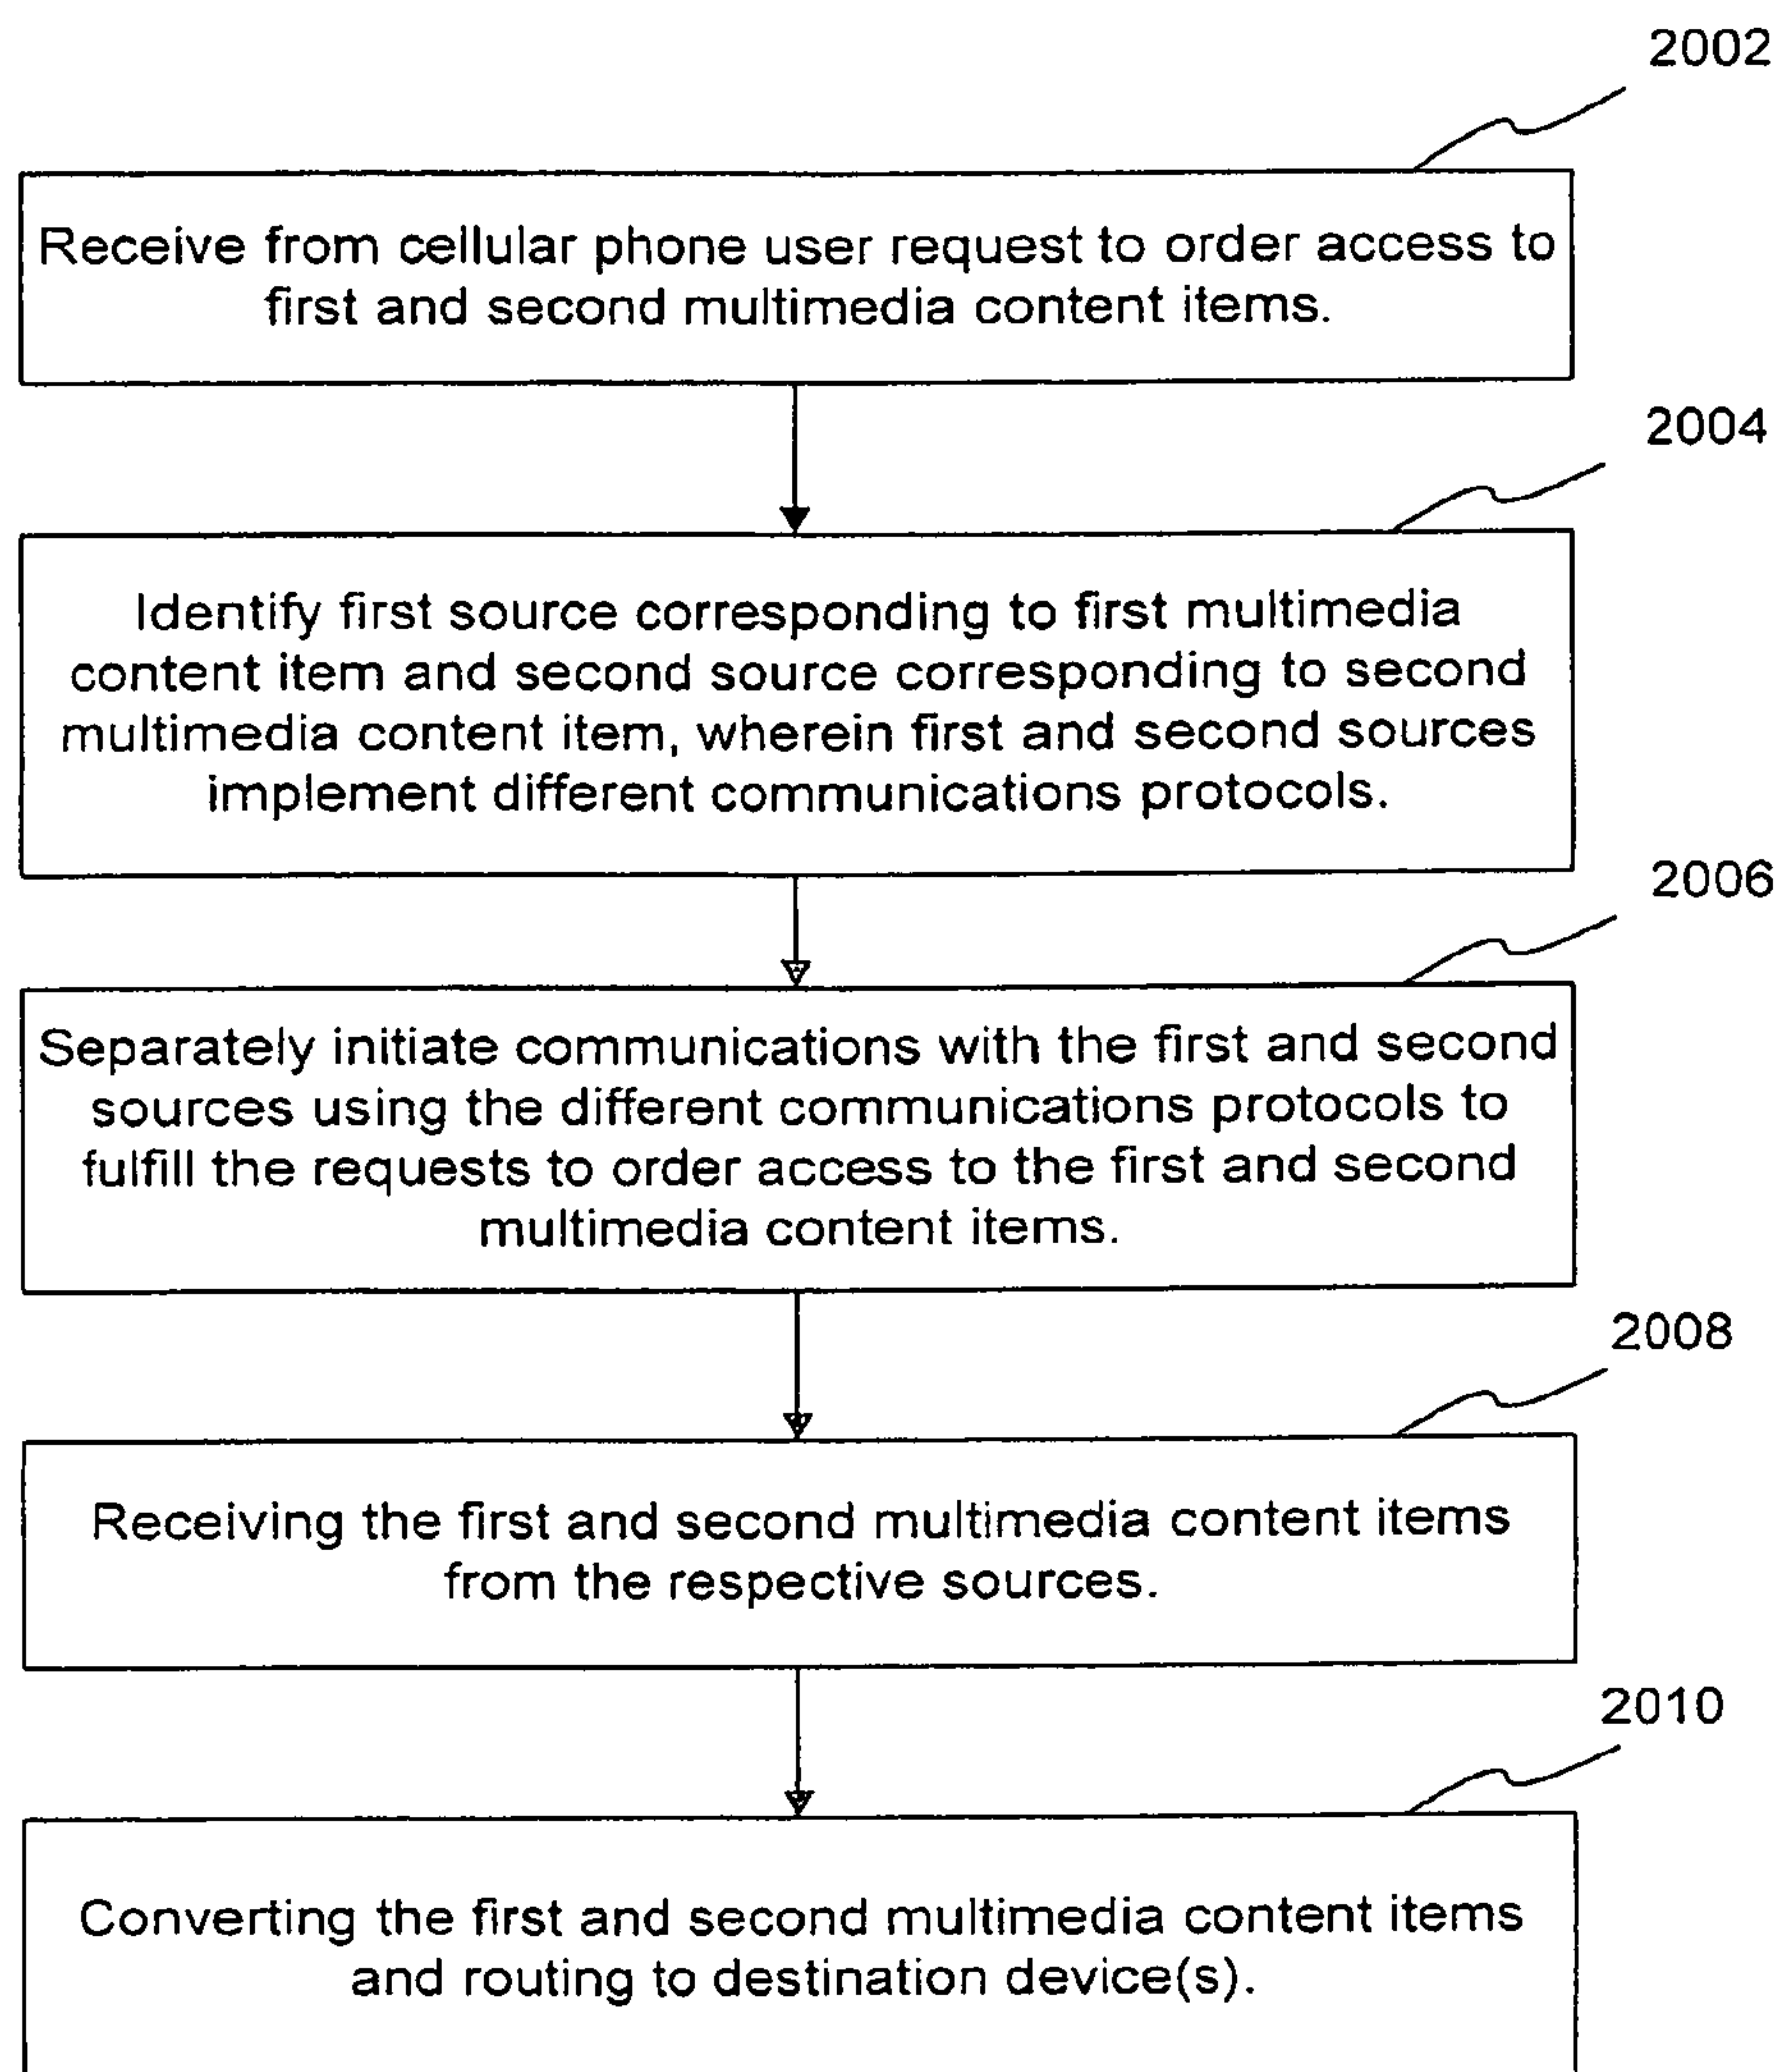 2002
Receive from cellular phone user request to order access to
first and second multimedia content items.
2004
Identify first source corresponding to first multimedia
content item and second source corresponding to second
multimedia content item, wherein first and second sources
implement different communications protocols.
2006
Separately initiate communications with the first and second
sources using the different communications protocols to
fulfill the requests to order access to the first and second
multimedia content items.
2008
Receiving the first and second multimedia content items
from the respective sources.
2010
Converting the first and second multimedia content items
and routing to destination device(s).